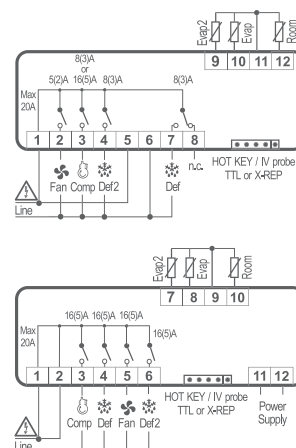 Evap2
Evap
Room
8(3)A
or
5(2)A 16(5)A 8(3)A 8(3)A
9 10 11 12
Max
20A
1 2 3 4 5 6 7 8
Fan Comp Def2 Def n.c.
HOT KEY / IV probe
TTL or X-REP
Line
Evap2
Evap
Room
7 8 9 10
16(5)A 16(5)A 16(5)A
16(5)A
Max
20A
1 2 3 4 5 6 11 12
HOT KEY / IV probe
TTL or X-REP
Comp Def Fan Def2
Power
Supply
Line